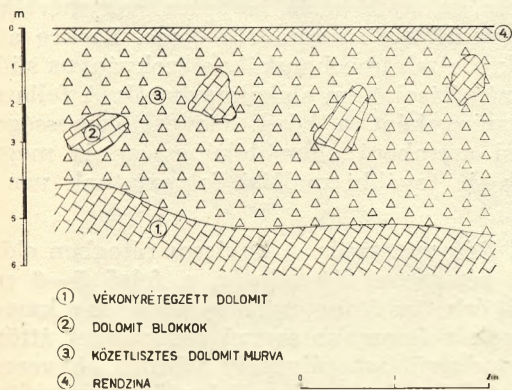 m
0
1
2
3
4
5
6
4.
3.
2.
1.
1 VÉKONYRÉTEGZETT DOLOMIT
2. DOLOMIT BLOKKOK
3. KŐZETLISZTES DOLOMIT MURVA
4. RENDZINA
0 1 2m